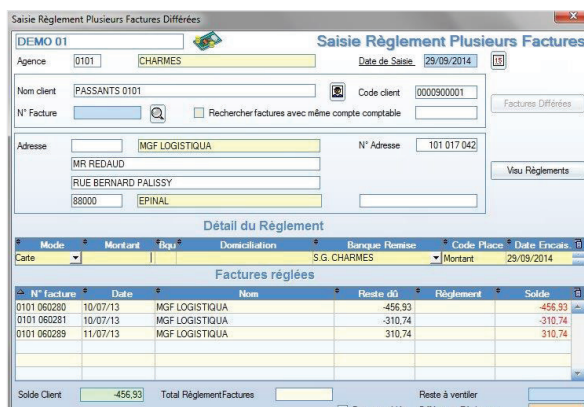 Saisie Règlement Plusieurs Factures Différées
DEMO 01
Saisie Règlement Plusieurs Factures
Agence 0101 CHARMES Date de Saisie 29/09/2014
Nom client PASSANTS 0101 Code client 0000900001
N° Facture Rechercher factures avec même compte comptable
Factures Différées
Adresse MGF LOGISTIQUA N° Adresse 101 017 042
MR REDAUD
Visu Règlements
RUE BERNARD PALISSY
88000 EPINAL
Détail du Règlement
Mode Montant Bqu Domiciliation Banque Remise Code Place Date Encais.
Carte S.G. CHARMES Montant 29/09/2014
Factures réglées
N° facture Date Nom Reste dû Règlement Solde
0101 060280 10/07/13 MGF LOGISTIQUA -456,93 -456,93
0101 060281 10/07/13 MGF LOGISTIQUA -310,74 -310,74
0101 060289 11/07/13 MGF LOGISTIQUA 310,74 310,74
Solde Client -456,93 Total RèglementFactures Reste à ventiler